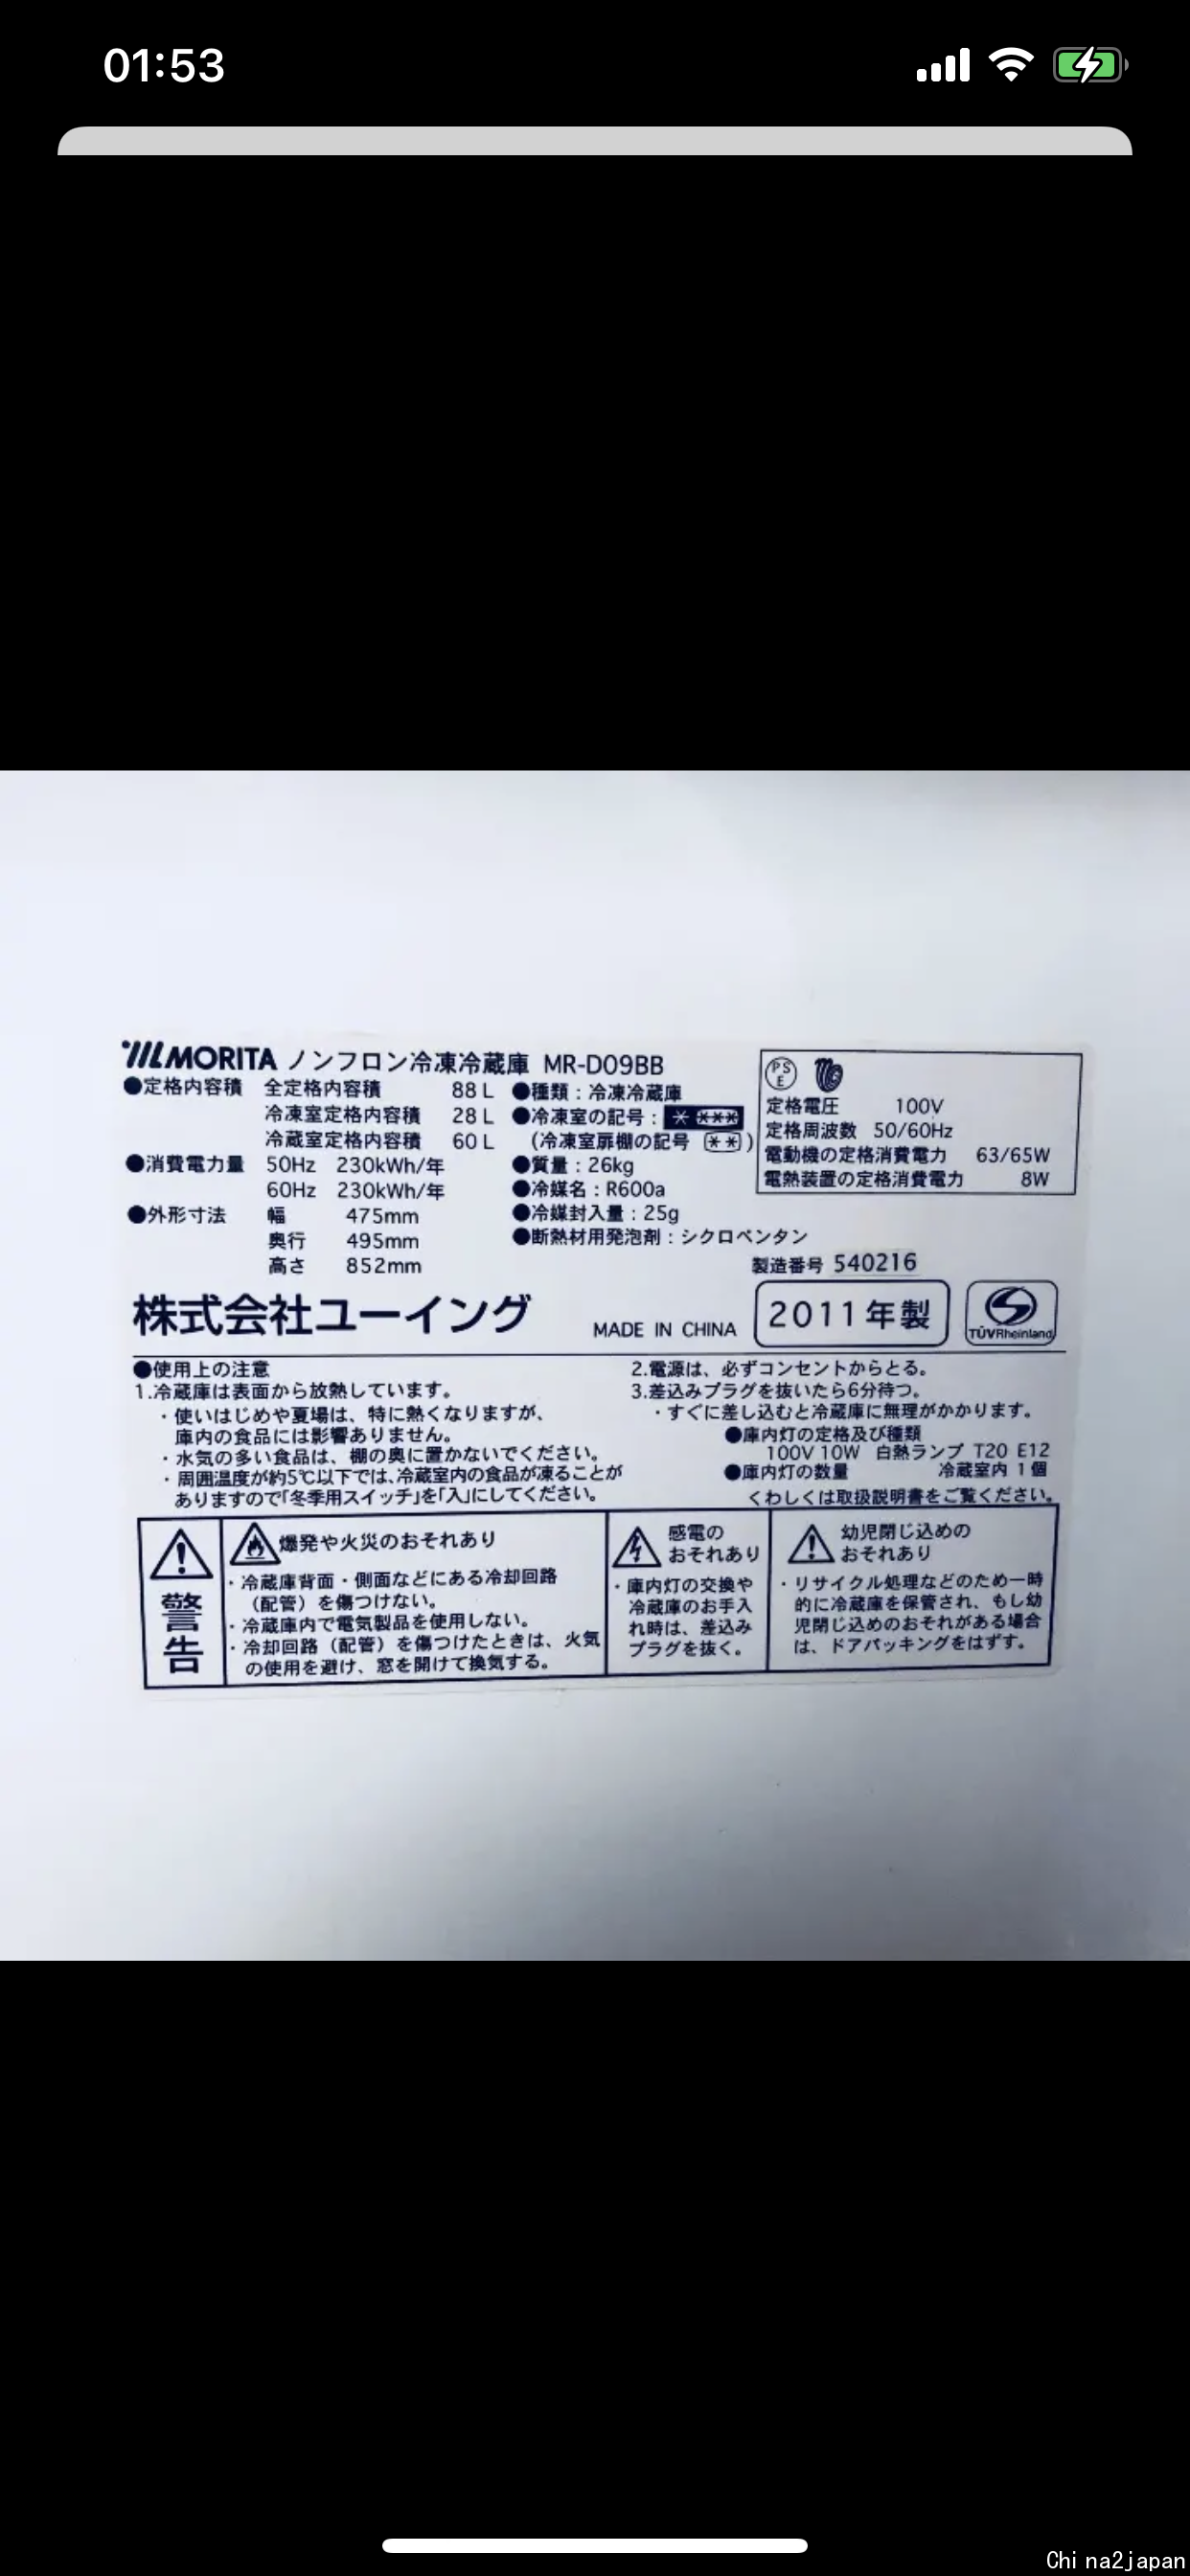 01:53
MORITA ノンフロン冷凍冷蔵庫 MR-D09BB
●定格内容積 全定格内容積 88L
冷凍室定格内容積 28L
冷蔵室定格内容積 60L
●消費電力量 50Hz 230kWh/年
60Hz 230kWh/年
●外形寸法 幅 475mm
奥行 495mm
高さ 852mm
●種類：冷凍冷蔵庫
●冷凍室の記号：* ***
（冷凍室扉棚の記号 **）
●質量：26kg
●冷媒名：R600a
●冷媒封入量：25g
●断熱材用発泡剤：シクロペンタン
PSE
定格電圧 100V
定格周波数 50/60Hz
電動機の定格消費電力 63/65W
電熱装置の定格消費電力 8W
製造番号 540216
株式会社ユーイング MADE IN CHINA 2011年製 TÜVRheinland
●使用上の注意
1.冷蔵庫は表面から放熱しています。
・使いはじめや夏場は、特に熱くなりますが、
庫内の食品には影響ありません。
・水気の多い食品は、棚の奥に置かないでください。
・周囲温度が約5℃以下では、冷蔵室内の食品が凍ることが
ありますので「冬季用スイッチ」を「入」にしてください。
2.電源は、必ずコンセントからとる。
3.差込みプラグを抜いたら6分待つ。
・すぐに差し込むと冷蔵庫に無理がかかります。
●庫内灯の定格及び種類
100V 10W 白熱ランプ T20 E12
●庫内灯の数量 冷蔵室内 1個
くわしくは取扱説明書をご覧ください。
警告
爆発や火災のおそれあり
・冷蔵庫背面・側面などにある冷却回路
（配管）を傷つけない。
・冷蔵庫内で電気製品を使用しない。
・冷却回路（配管）を傷つけたときは、火気
の使用を避け、窓を開けて換気する。
感電の
おそれあり
・庫内灯の交換や
冷蔵庫のお手入
れ時は、差込み
プラグを抜く。
幼児閉じ込めの
おそれあり
・リサイクル処理などのため一時
的に冷蔵庫を保管され、もし幼
児閉じ込めのおそれがある場合
は、ドアパッキングをはずす。
China2japan